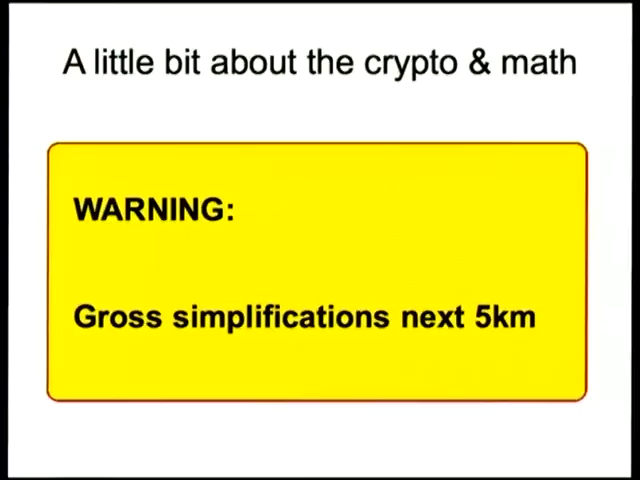 A little bit about the crypto & math
WARNING:
Gross simplifications next 5km